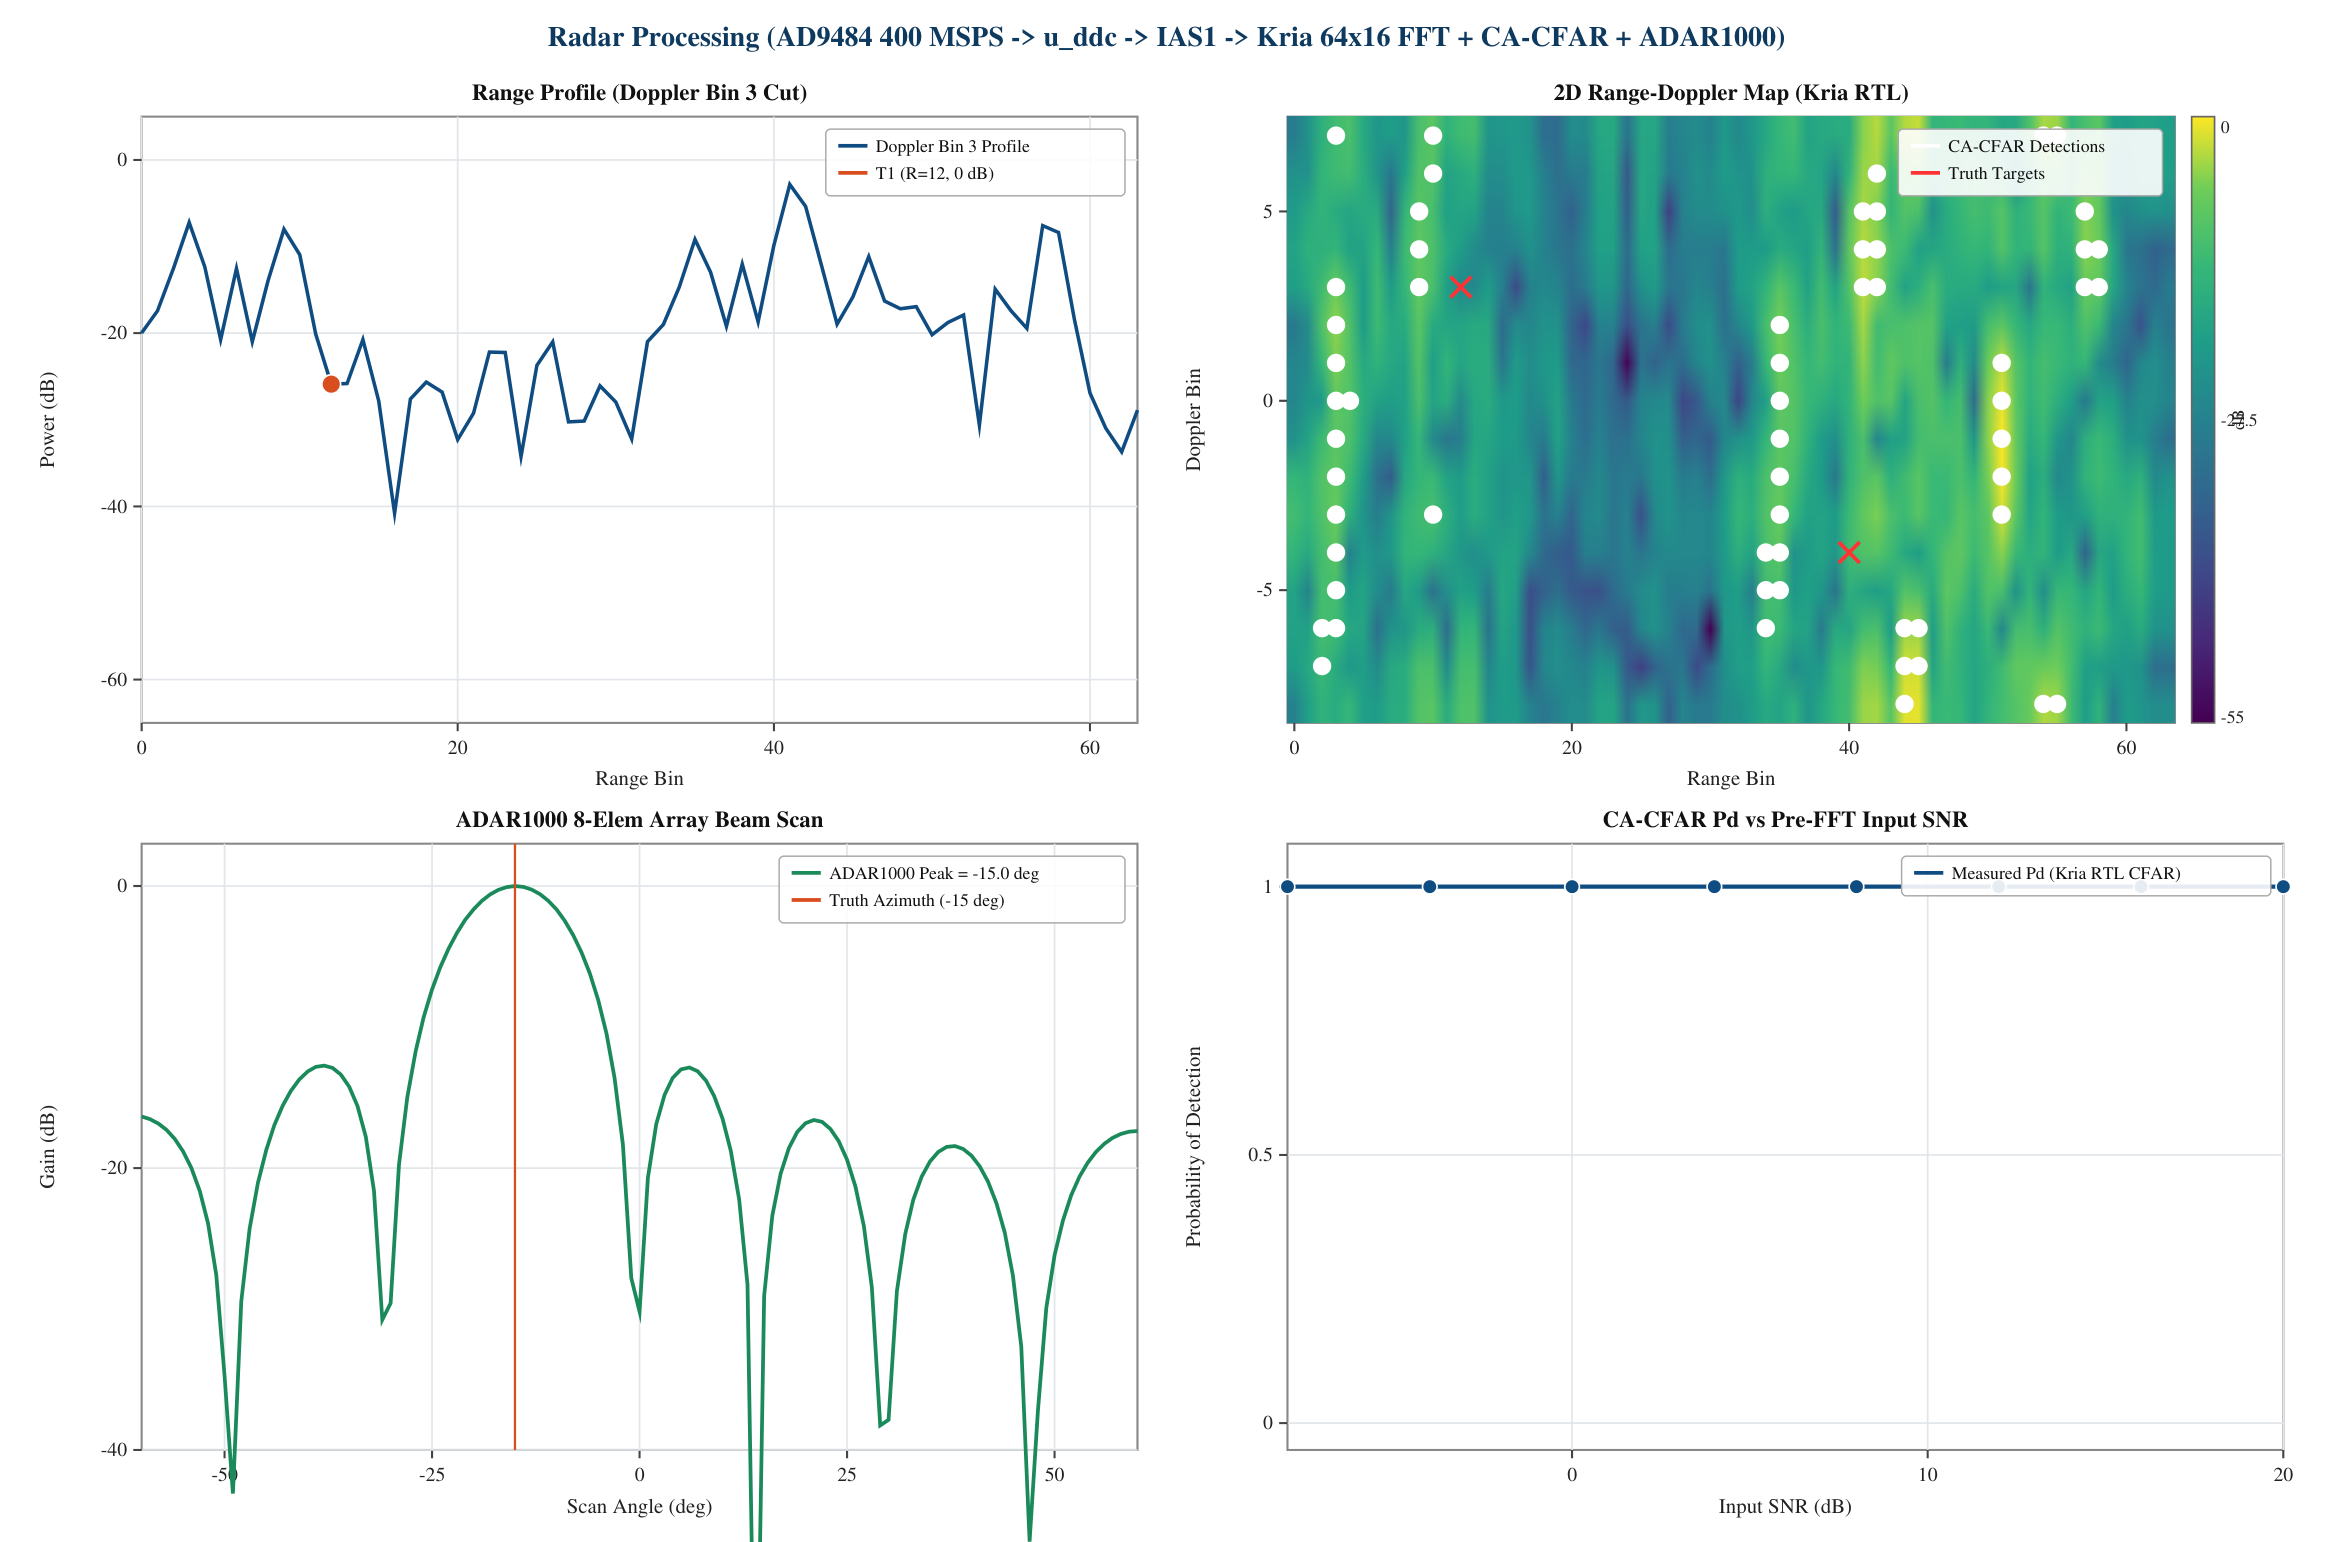 Radar Processing (AD9484 400 MSPS -> u_ddc -> IAS1 -> Kria 64x16 FFT + CA-CFAR + ADAR1000)
Range Profile (Doppler Bin 3 Cut)
Doppler Bin 3 Profile
T1 (R=12, 0 dB)
0
-20
-40
-60
Power (dB)
0
20
40
60
Range Bin
2D Range-Doppler Map (Kria RTL)
CA-CFAR Detections
Truth Targets
5
0
-5
Doppler Bin
0
20
40
60
Range Bin
0
-27.5
dB
-55
ADAR1000 8-Elem Array Beam Scan
ADAR1000 Peak = -15.0 deg
Truth Azimuth (-15 deg)
0
-20
-40
Gain (dB)
-50
-25
0
25
50
Scan Angle (deg)
CA-CFAR Pd vs Pre-FFT Input SNR
Measured Pd (Kria RTL CFAR)
1
0.5
0
Probability of Detection
0
10
20
Input SNR (dB)